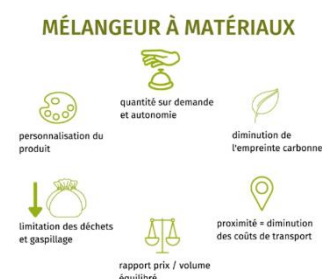 MÉLANGEUR À MATÉRIAUX
quantité sur demande
et autonomie
personnalisation du
produit
diminution de
l'empreinte carbonne
limitation des déchets
et gaspillage
proximité = diminution
des coûts de transport
rapport prix / volume
équilibré